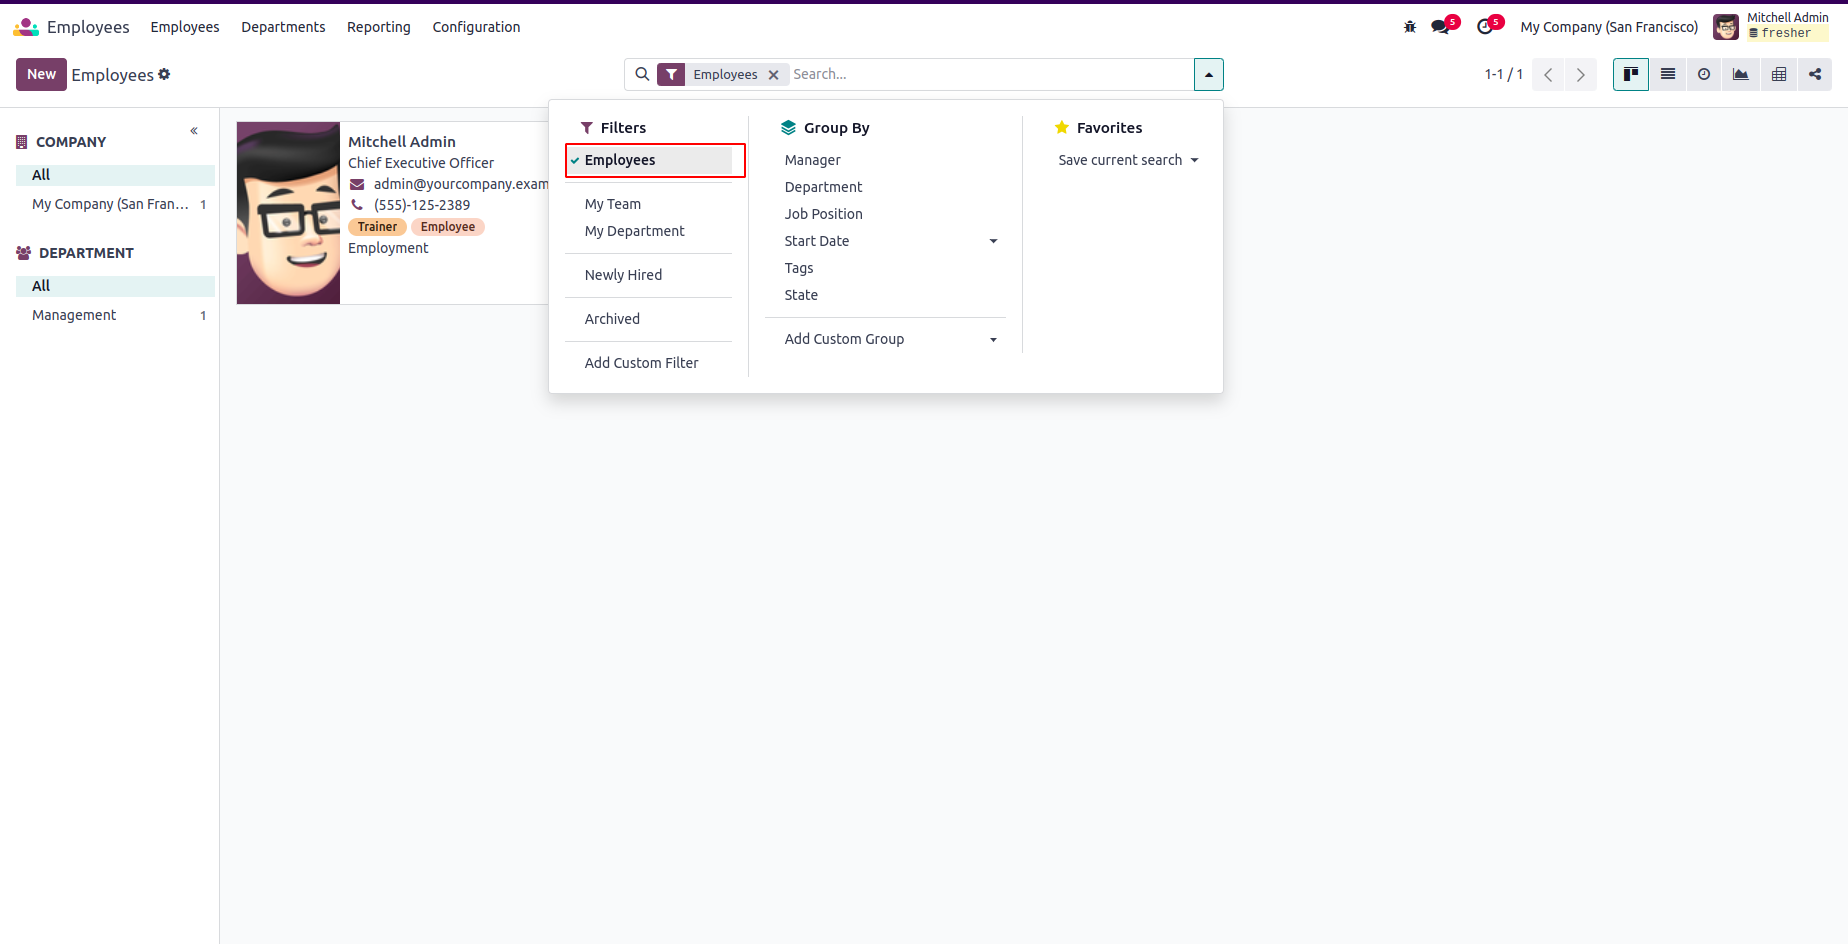 Employees
Employees
Departments
Reporting
Configuration
5
5
My Company (San Francisco)
Mitchell Admin
fresher
New
Employees
Employees
Search...
1-1 / 1
COMPANY
All
My Company (San Fran... 1
DEPARTMENT
All
Management 1
Mitchell Admin
Chief Executive Officer
admin@yourcompany.exam
(555)-125-2389
Trainer
Employee
Employment
Filters
Employees
My Team
My Department
Newly Hired
Archived
Add Custom Filter
Group By
Manager
Department
Job Position
Start Date
Tags
State
Add Custom Group
Favorites
Save current search